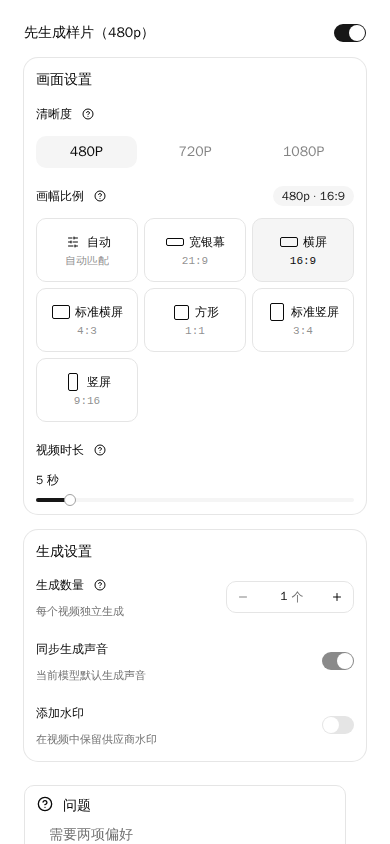 先生成样片（480p）
画面设置
清晰度
480P 720P 1080P
画幅比例 480p · 16:9
自动 宽银幕 横屏
自动匹配 21:9 16:9
标准横屏 方形 标准竖屏
4:3 1:1 3:4
竖屏
9:16
视频时长
5 秒
生成设置
生成数量
每个视频独立生成
1 个
同步生成声音
当前模型默认生成声音
添加水印
在视频中保留供应商水印
问题
需要两项偏好